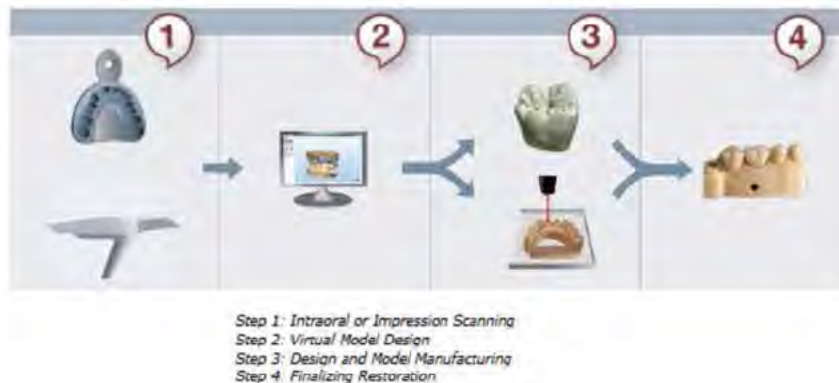 1
2
3
4
Step 1: Intraoral or Impression Scanning
Step 2: Virtual Model Design
Step 3: Design and Model Manufacturing
Step 4: Finalizing Restoration